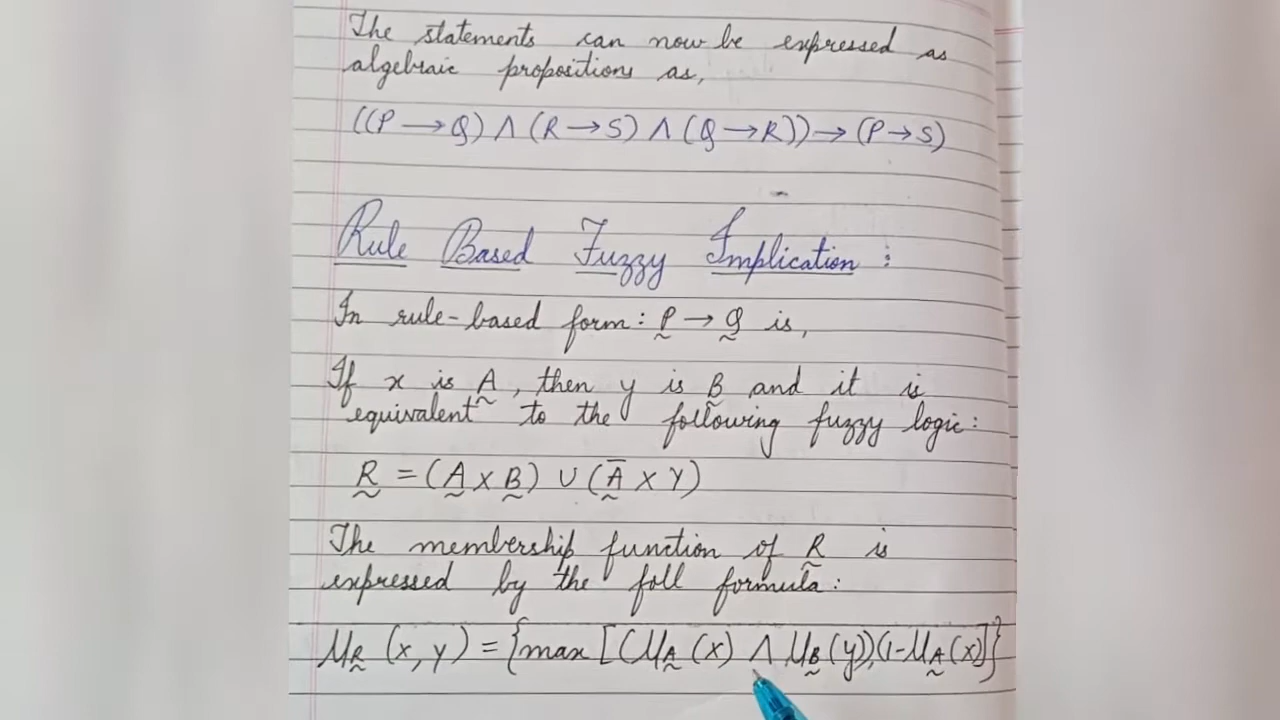 The statements can now be expressed as
algebraic propositions as,
((P → Q) ∧ (R → S) ∧ (Q → R)) → (P → S)
Rule Based Fuzzy Implication :
In rule-based form : P̰ → Q̰ is,
If x is A̰, then y is B̰ and it is
equivalent to the following fuzzy logic :
R̰ = (A̰ x B̰) ∪ (Ā̰ x Y)
The membership function of R̰ is
expressed by the foll formula :
μR̰ (x, y) = {max [(μA̰ (x) ∧ μB̰ (y)),(1-μA̰ (x)]}